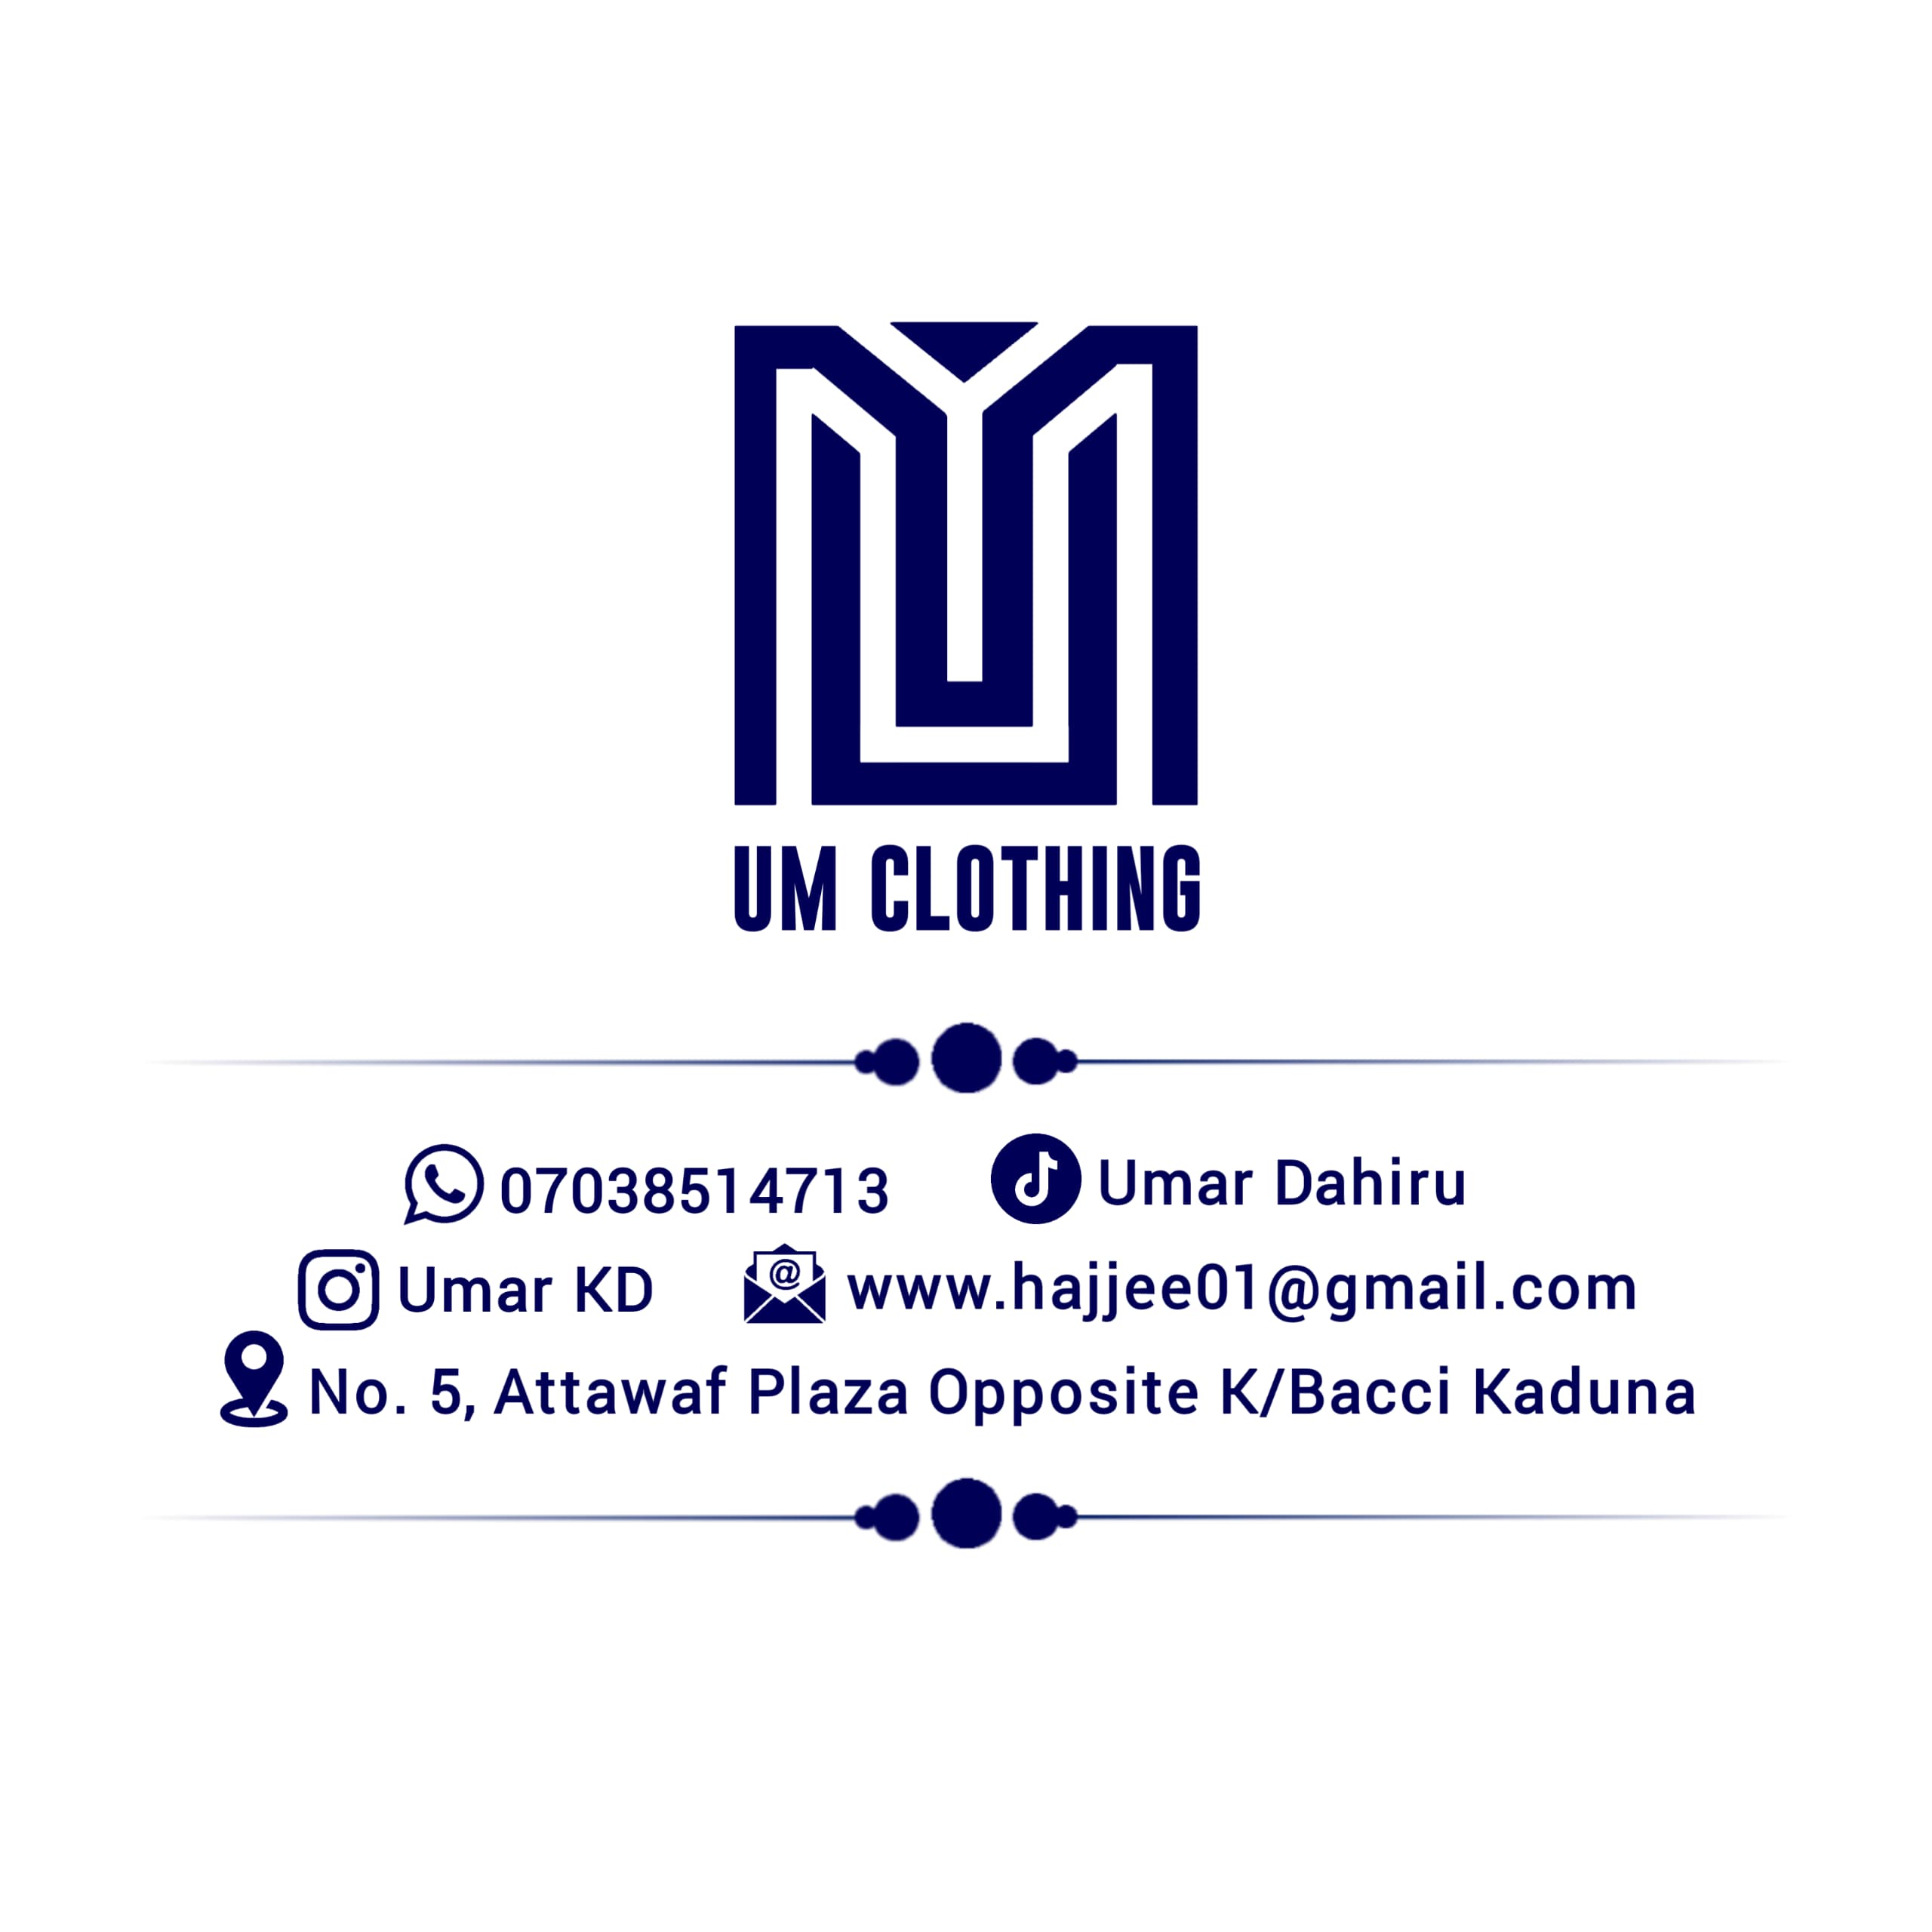 UM CLOTHING
07038514713 Umar Dahiru
Umar KD www.hajjee01@gmail.com
No. 5, Attawaf Plaza Opposite K/Bacci Kaduna